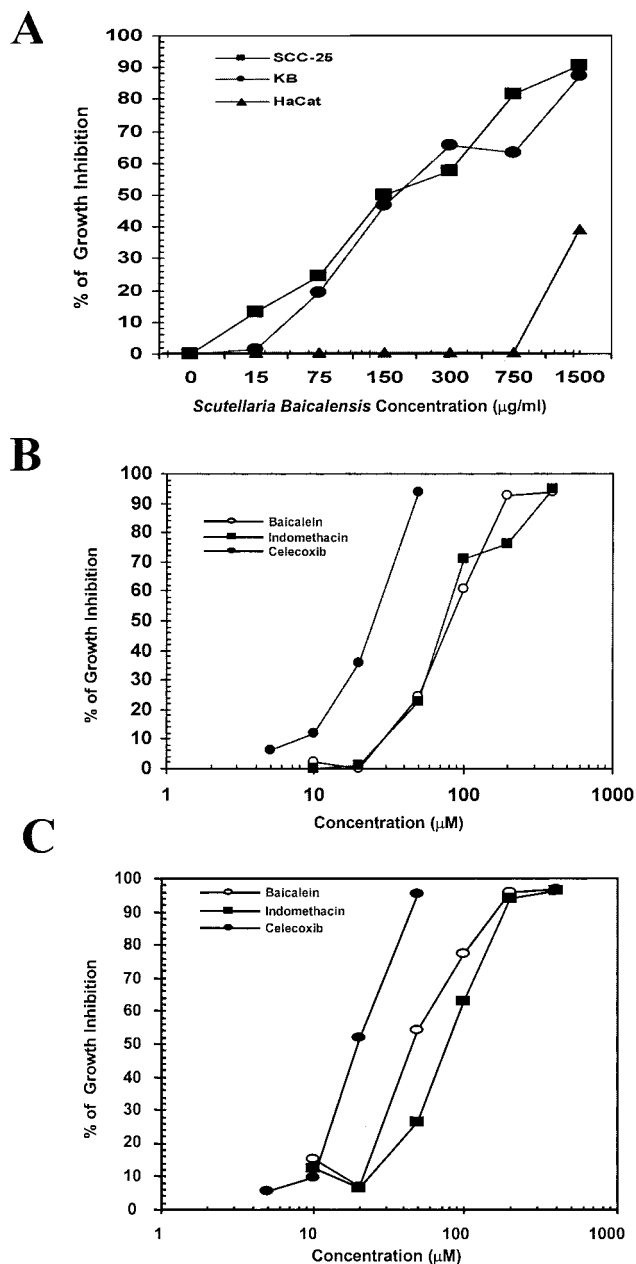 A
SCC-25
KB
HaCat
100
90
80
70
60
50
40
30
20
10
0
% of Growth Inhibition
0 15 75 150 300 750 1500
Scutellaria Baicalensis Concentration (µg/ml)
B
Baicalein
Indomethacin
Celecoxib
100
90
80
70
60
50
40
30
20
10
0
% of Growth Inhibition
1 10 100 1000
Concentration (µM)
C
Baicalein
Indomethacin
Celecoxib
100
90
80
70
60
50
40
30
20
10
0
% of Growth Inhibition
1 10 100 1000
Concentration (µM)